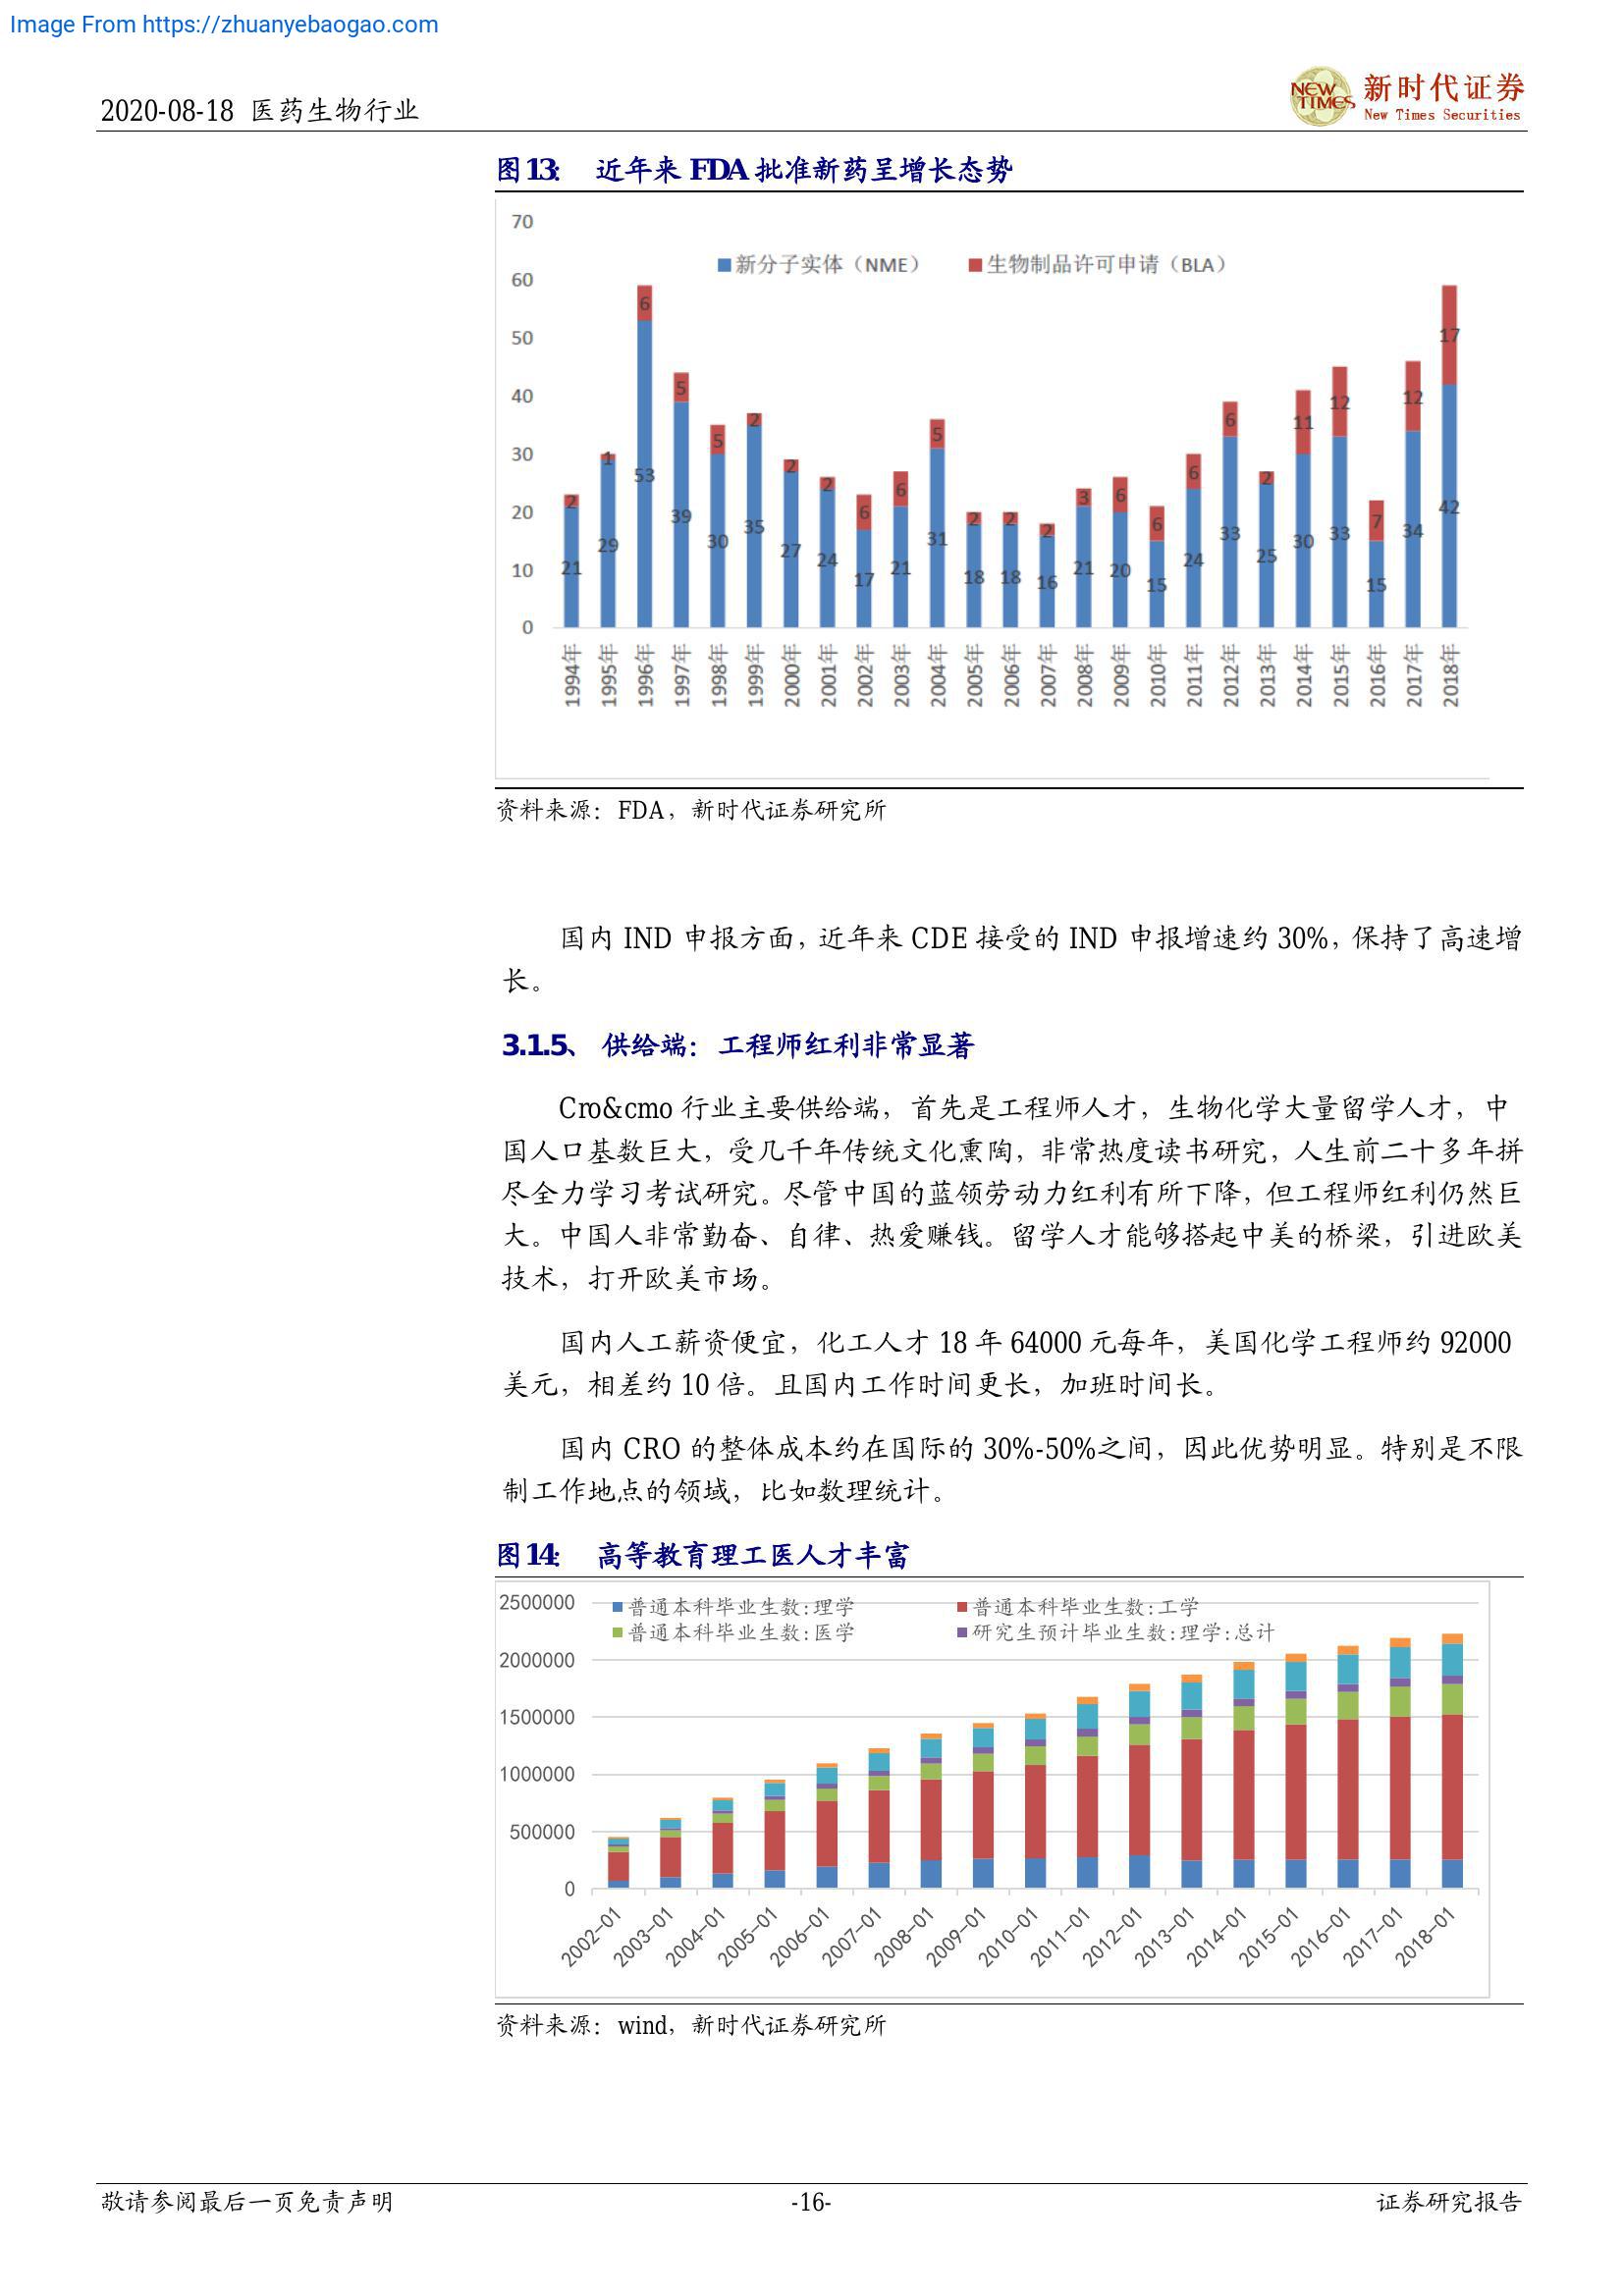 Image From https://zhuanyebaogao.com
2020-08-18 医药生物行业
NEW TIMES
新时代证券
New Times Securities
图13: 近年来 FDA 批准新药呈增长态势
70
60
50
40
30
20
10
0
新分子实体（NME） 生物制品许可申请（BLA）
2 1 6 5 5 2 2 2 6 6 5 2 2 2 3 6 6 6 6 2 11 12 7 12 17
21 29 53 39 30 35 27 24 17 21 31 18 18 16 21 20 15 24 33 25 30 33 15 34 42
1994年 1995年 1996年 1997年 1998年 1999年 2000年 2001年 2002年 2003年 2004年 2005年 2006年 2007年 2008年 2009年 2010年 2011年 2012年 2013年 2014年 2015年 2016年 2017年 2018年
资料来源：FDA，新时代证券研究所
国内 IND 申报方面，近年来 CDE 接受的 IND 申报增速约 30%，保持了高速增
长。
3.1.5、 供给端：工程师红利非常显著
Cro&cmo 行业主要供给端，首先是工程师人才，生物化学大量留学人才，中
国人口基数巨大，受几千年传统文化熏陶，非常热度读书研究，人生前二十多年拼
尽全力学习考试研究。尽管中国的蓝领劳动力红利有所下降，但工程师红利仍然巨
大。中国人非常勤奋、自律、热爱赚钱。留学人才能够搭起中美的桥梁，引进欧美
技术，打开欧美市场。
国内人工薪资便宜，化工人才 18 年 64000 元每年，美国化学工程师约 92000
美元，相差约 10 倍。且国内工作时间更长，加班时间长。
国内 CRO 的整体成本约在国际的 30%-50%之间，因此优势明显。特别是不限
制工作地点的领域，比如数理统计。
图14: 高等教育理工医人才丰富
2500000
2000000
1500000
1000000
500000
0
普通本科毕业生数:理学 普通本科毕业生数:工学
普通本科毕业生数:医学 研究生预计毕业生数:理学:总计
2002-01 2003-01 2004-01 2005-01 2006-01 2007-01 2008-01 2009-01 2010-01 2011-01 2012-01 2013-01 2014-01 2015-01 2016-01 2017-01 2018-01
资料来源：wind，新时代证券研究所
敬请参阅最后一页免责声明 -16- 证券研究报告